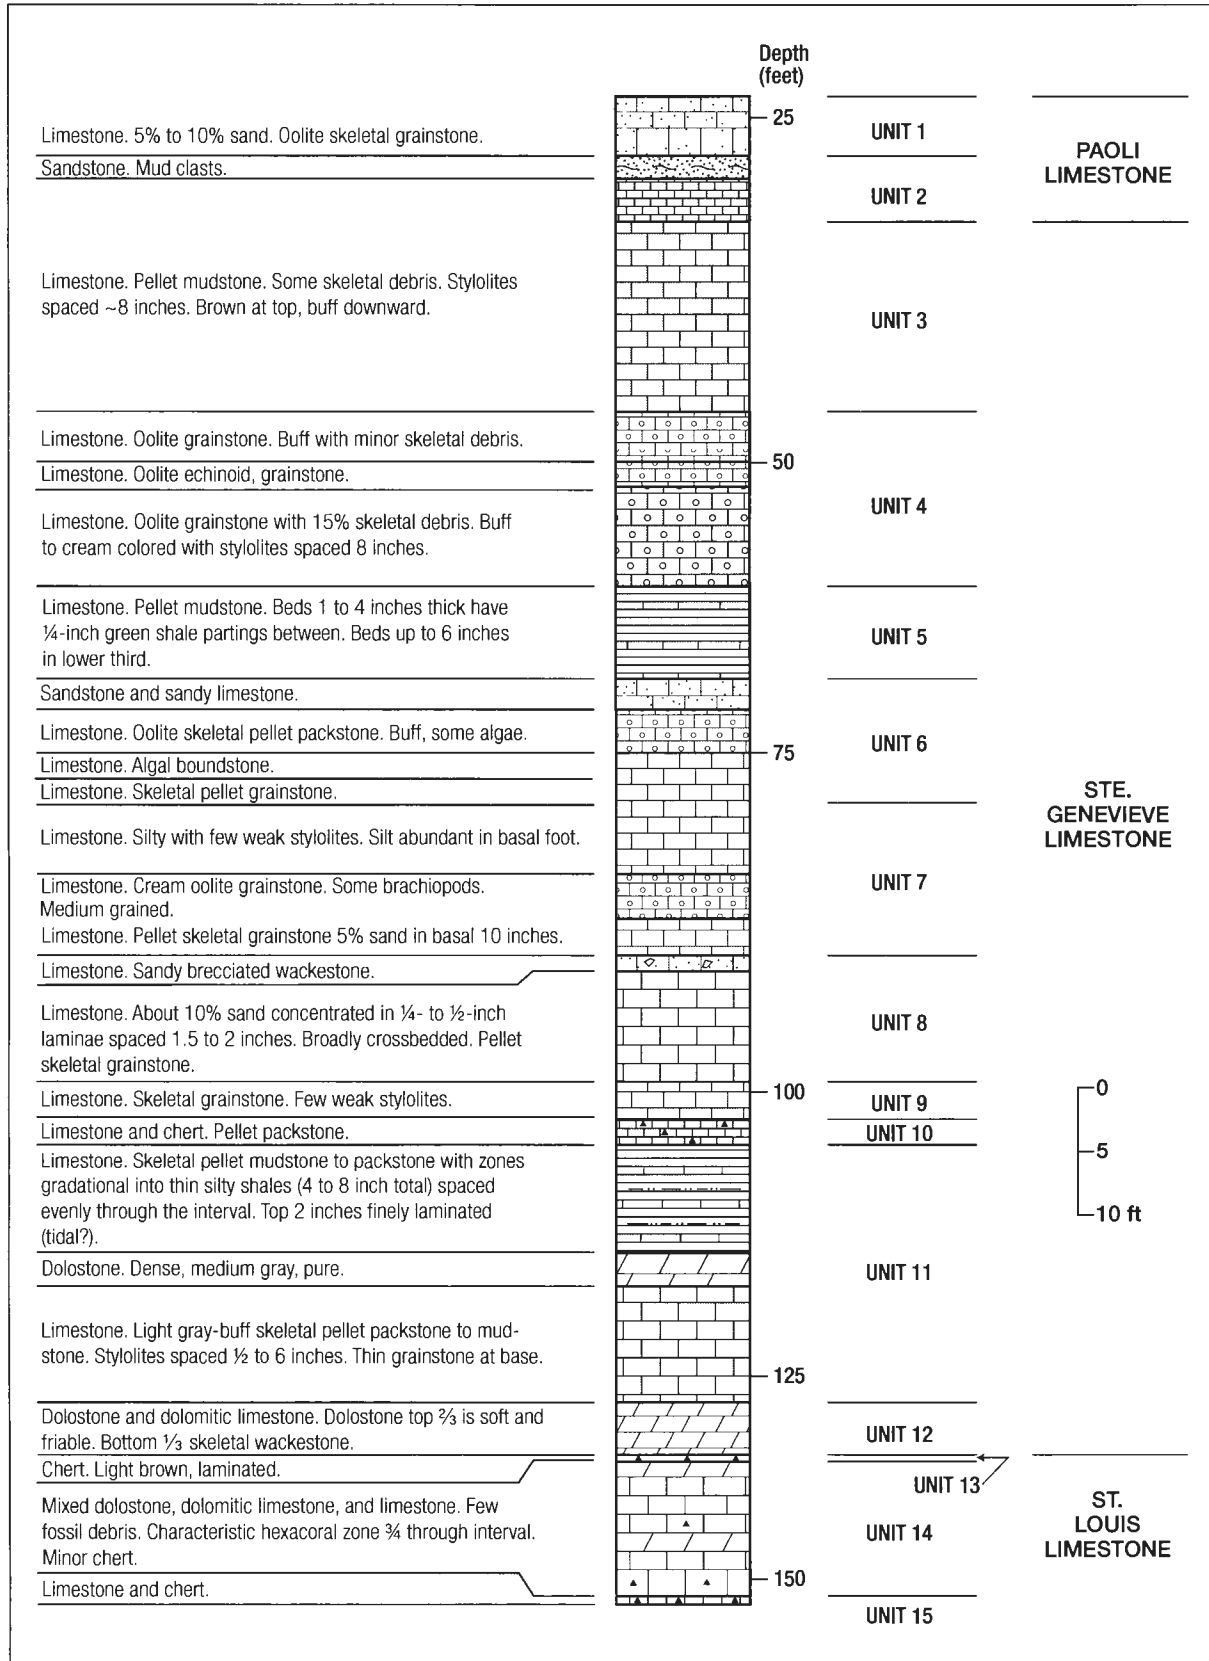 Depth
(feet)
25
50
75
100
125
150
Limestone. 5% to 10% sand. Oolite skeletal grainstone.
Sandstone. Mud clasts.
Limestone. Pellet mudstone. Some skeletal debris. Stylolites
spaced ~8 inches. Brown at top, buff downward.
Limestone. Oolite grainstone. Buff with minor skeletal debris.
Limestone. Oolite echinoid, grainstone.
Limestone. Oolite grainstone with 15% skeletal debris. Buff
to cream colored with stylolites spaced 8 inches.
Limestone. Pellet mudstone. Beds 1 to 4 inches thick have
¼-inch green shale partings between. Beds up to 6 inches
in lower third.
Sandstone and sandy limestone.
Limestone. Oolite skeletal pellet packstone. Buff, some algae.
Limestone. Algal boundstone.
Limestone. Skeletal pellet grainstone.
Limestone. Silty with few weak stylolites. Silt abundant in basal foot.
Limestone. Cream oolite grainstone. Some brachiopods.
Medium grained.
Limestone. Pellet skeletal grainstone 5% sand in basal 10 inches.
Limestone. Sandy brecciated wackestone.
Limestone. About 10% sand concentrated in ¼- to ½-inch
laminae spaced 1.5 to 2 inches. Broadly crossbedded. Pellet
skeletal grainstone.
Limestone. Skeletal grainstone. Few weak stylolites.
Limestone and chert. Pellet packstone.
Limestone. Skeletal pellet mudstone to packstone with zones
gradational into thin silty shales (4 to 8 inch total) spaced
evenly through the interval. Top 2 inches finely laminated
(tidal?).
Dolostone. Dense, medium gray, pure.
Limestone. Light gray-buff skeletal pellet packstone to mud-
stone. Stylolites spaced ½ to 6 inches. Thin grainstone at base.
Dolostone and dolomitic limestone. Dolostone top ⅔ is soft and
friable. Bottom ⅓ skeletal wackestone.
Chert. Light brown, laminated.
Mixed dolostone, dolomitic limestone, and limestone. Few
fossil debris. Characteristic hexacoral zone ¾ through interval.
Minor chert.
Limestone and chert.
UNIT 1
UNIT 2
UNIT 3
UNIT 4
UNIT 5
UNIT 6
UNIT 7
UNIT 8
UNIT 9
UNIT 10
UNIT 11
UNIT 12
UNIT 13
UNIT 14
UNIT 15
PAOLI
LIMESTONE
STE.
GENEVIEVE
LIMESTONE
0
5
10 ft
ST.
LOUIS
LIMESTONE